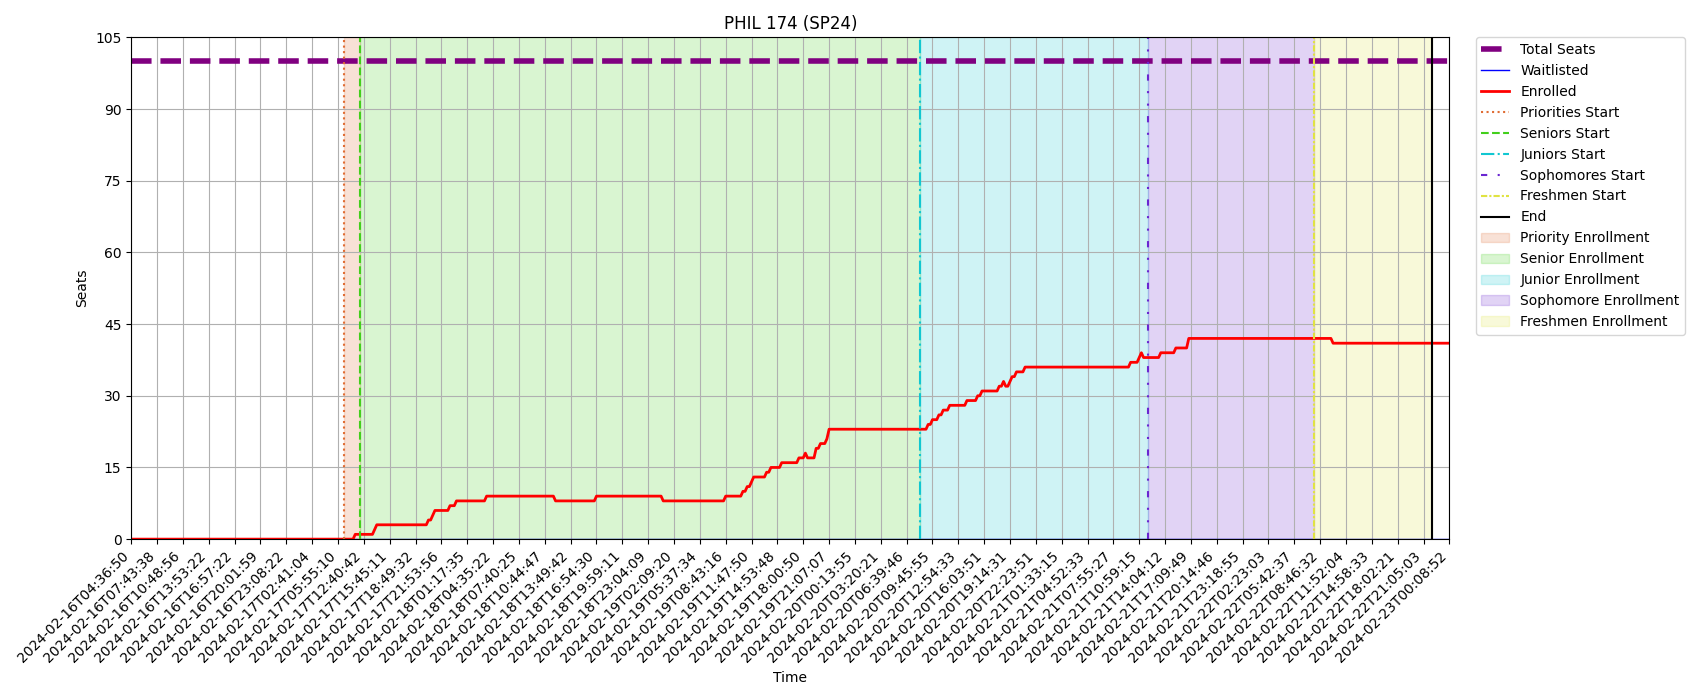 PHIL 174 (SP24)
105
90
75
60
45
30
15
0
Seats
2024-02-16T04:36:50
2024-02-16T07:43:38
2024-02-16T10:48:56
2024-02-16T13:53:22
2024-02-16T16:57:22
2024-02-16T20:01:59
2024-02-16T23:08:22
2024-02-17T02:41:04
2024-02-17T05:55:10
2024-02-17T12:40:42
2024-02-17T15:45:11
2024-02-17T18:49:32
2024-02-17T21:53:56
2024-02-18T01:17:35
2024-02-18T04:35:22
2024-02-18T07:40:25
2024-02-18T10:44:47
2024-02-18T13:49:42
2024-02-18T16:54:30
2024-02-18T19:59:11
2024-02-18T23:04:09
2024-02-19T02:09:20
2024-02-19T05:37:34
2024-02-19T08:43:16
2024-02-19T11:47:50
2024-02-19T14:53:48
2024-02-19T18:00:50
2024-02-19T21:07:07
2024-02-20T00:13:55
2024-02-20T03:20:21
2024-02-20T06:39:46
2024-02-20T09:45:55
2024-02-20T12:54:33
2024-02-20T16:03:51
2024-02-20T19:14:31
2024-02-20T22:23:51
2024-02-21T01:33:15
2024-02-21T04:52:33
2024-02-21T07:55:27
2024-02-21T10:59:15
2024-02-21T14:04:12
2024-02-21T17:09:49
2024-02-21T20:14:46
2024-02-21T23:18:55
2024-02-22T02:23:03
2024-02-22T05:42:37
2024-02-22T08:46:32
2024-02-22T11:52:04
2024-02-22T14:58:33
2024-02-22T18:02:21
2024-02-22T21:05:03
2024-02-23T00:08:52
Time
Total Seats
Waitlisted
Enrolled
Priorities Start
Seniors Start
Juniors Start
Sophomores Start
Freshmen Start
End
Priority Enrollment
Senior Enrollment
Junior Enrollment
Sophomore Enrollment
Freshmen Enrollment